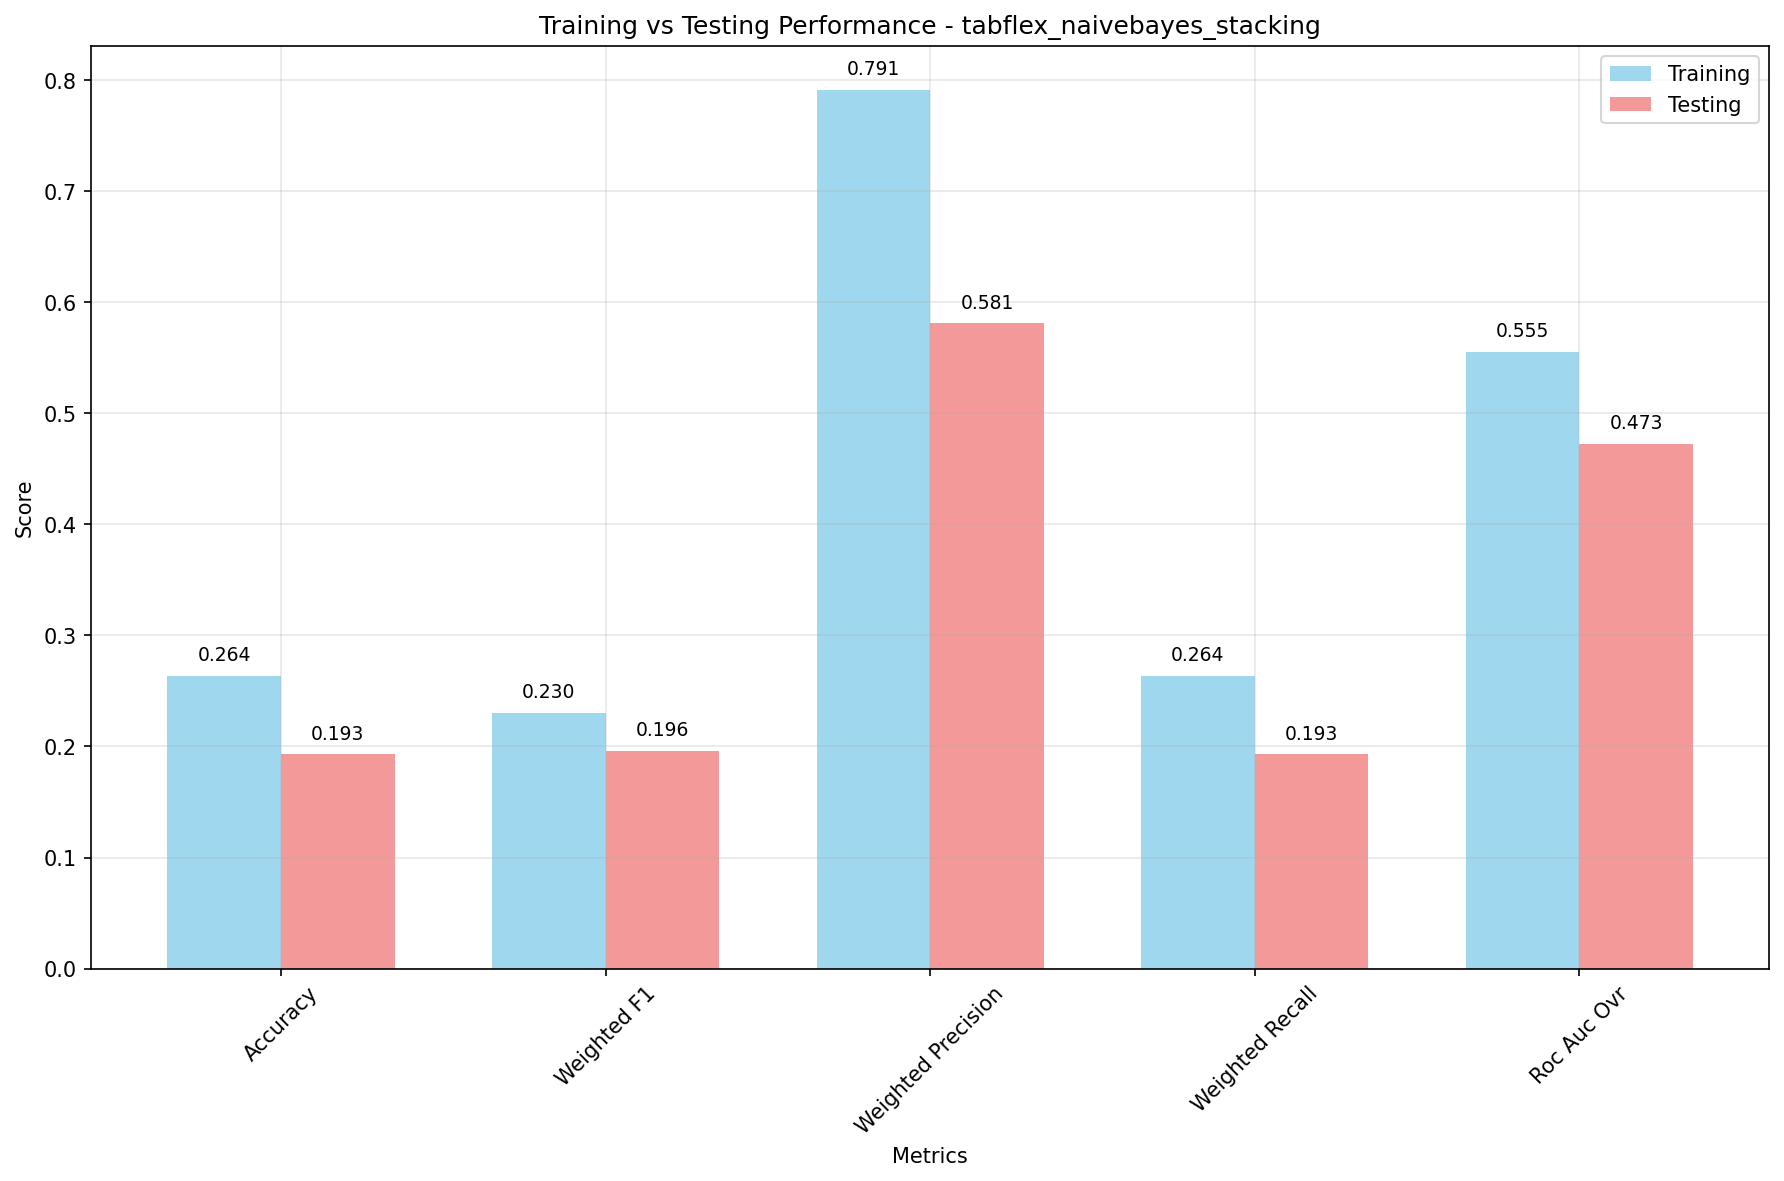 Training vs Testing Performance - tabflex_naivebayes_stacking
Training
Testing
Score
0.8
0.7
0.6
0.5
0.4
0.3
0.2
0.1
0.0
0.264
0.193
0.230
0.196
0.791
0.581
0.264
0.193
0.555
0.473
Accuracy
Weighted F1
Weighted Precision
Weighted Recall
Roc Auc Ovr
Metrics